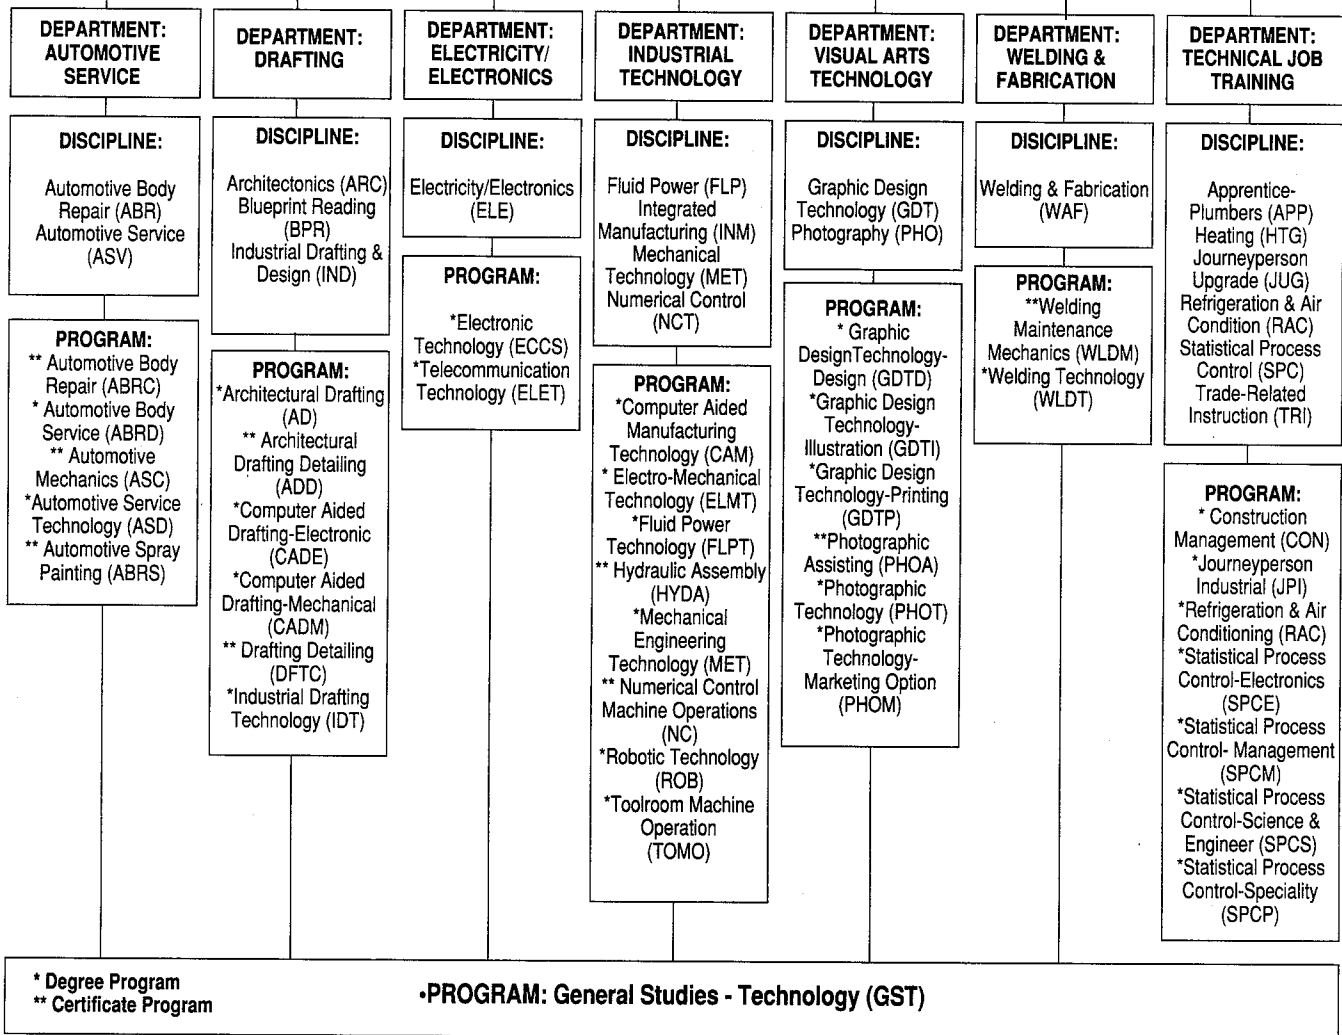 DEPARTMENT:
AUTOMOTIVE
SERVICE
DISCIPLINE:
Automotive Body
Repair (ABR)
Automotive Service
(ASV)
PROGRAM:
** Automotive Body
Repair (ABRC)
* Automotive Body
Service (ABRD)
** Automotive
Mechanics (ASC)
*Automotive Service
Technology (ASD)
** Automotive Spray
Painting (ABRS)
DEPARTMENT:
DRAFTING
DISCIPLINE:
Architectonics (ARC)
Blueprint Reading
(BPR)
Industrial Drafting &
Design (IND)
PROGRAM:
*Architectural Drafting
(AD)
** Architectural
Drafting Detailing
(ADD)
*Computer Aided
Drafting-Electronic
(CADE)
*Computer Aided
Drafting-Mechanical
(CADM)
** Drafting Detailing
(DFTC)
*Industrial Drafting
Technology (IDT)
DEPARTMENT:
ELECTRICITY/
ELECTRONICS
DISCIPLINE:
Electricity/Electronics
(ELE)
PROGRAM:
*Electronic
Technology (ECCS)
*Telecommunication
Technology (ELET)
DEPARTMENT:
INDUSTRIAL
TECHNOLOGY
DISCIPLINE:
Fluid Power (FLP)
Integrated
Manufacturing (INM)
Mechanical
Technology (MET)
Numerical Control
(NCT)
PROGRAM:
*Computer Aided
Manufacturing
Technology (CAM)
* Electro-Mechanical
Technology (ELMT)
*Fluid Power
Technology (FLPT)
** Hydraulic Assembly
(HYDA)
*Mechanical
Engineering
Technology (MET)
** Numerical Control
Machine Operations
(NC)
*Robotic Technology
(ROB)
*Toolroom Machine
Operation
(TOMO)
DEPARTMENT:
VISUAL ARTS
TECHNOLOGY
DISCIPLINE:
Graphic Design
Technology (GDT)
Photography (PHO)
PROGRAM:
* Graphic
DesignTechnology-
Design (GDTD)
*Graphic Design
Technology-
Illustration (GDTI)
*Graphic Design
Technology-Printing
(GDTP)
**Photographic
Assisting (PHOA)
*Photographic
Technology (PHOT)
*Photographic
Technology-
Marketing Option
(PHOM)
DEPARTMENT:
WELDING &
FABRICATION
DISICIPLINE:
Welding & Fabrication
(WAF)
PROGRAM:
**Welding
Maintenance
Mechanics (WLDM)
*Welding Technology
(WLDT)
DEPARTMENT:
TECHNICAL JOB
TRAINING
DISCIPLINE:
Apprentice-
Plumbers (APP)
Heating (HTG)
Journeyperson
Upgrade (JUG)
Refrigeration & Air
Condition (RAC)
Statistical Process
Control (SPC)
Trade-Related
Instruction (TRI)
PROGRAM:
* Construction
Management (CON)
*Journeyperson
Industrial (JPI)
*Refrigeration & Air
Conditioning (RAC)
*Statistical Process
Control-Electronics
(SPCE)
*Statistical Process
Control- Management
(SPCM)
*Statistical Process
Control-Science &
Engineer (SPCS)
*Statistical Process
Control-Speciality
(SPCP)
* Degree Program
** Certificate Program
•PROGRAM: General Studies - Technology (GST)